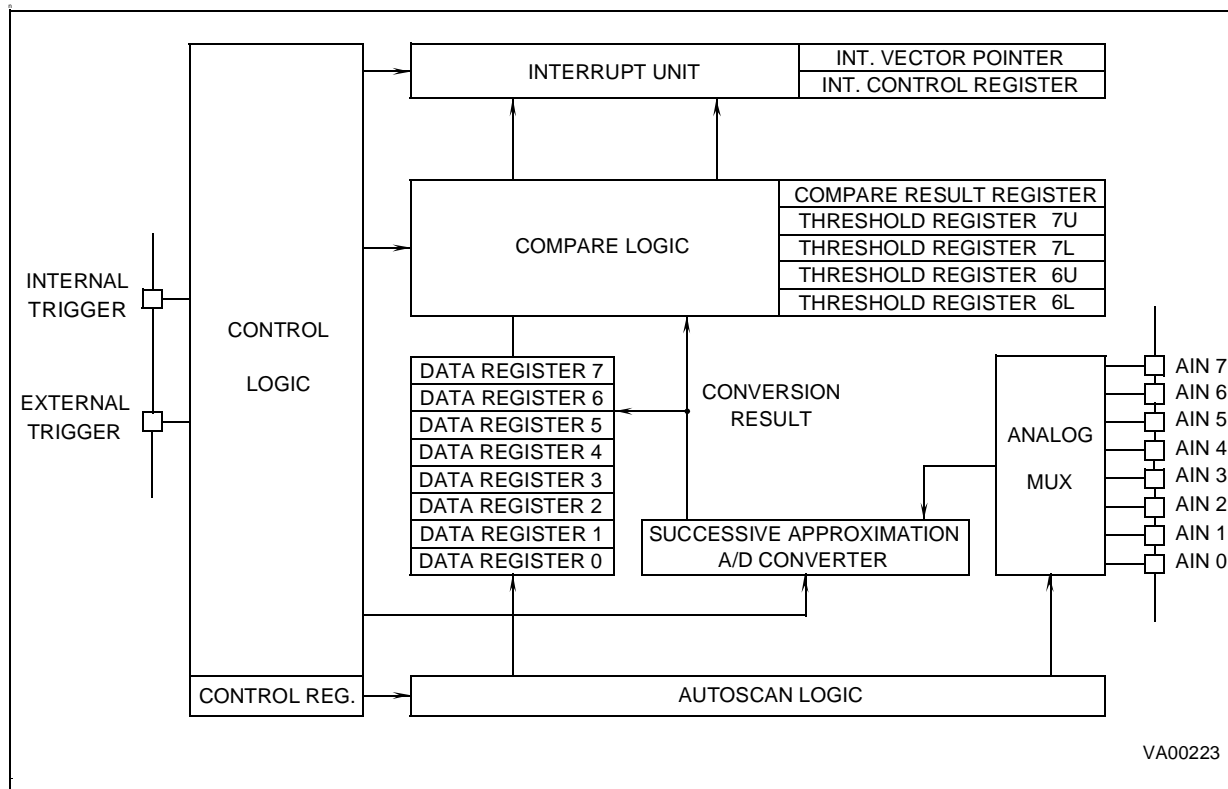 INTERRUPT UNIT
INT. VECTOR POINTER
INT. CONTROL REGISTER
COMPARE LOGIC
COMPARE RESULT REGISTER
THRESHOLD REGISTER 7U
THRESHOLD REGISTER 7L
THRESHOLD REGISTER 6U
THRESHOLD REGISTER 6L
INTERNAL
TRIGGER
EXTERNAL
TRIGGER
CONTROL
LOGIC
DATA REGISTER 7
DATA REGISTER 6
DATA REGISTER 5
DATA REGISTER 4
DATA REGISTER 3
DATA REGISTER 2
DATA REGISTER 1
DATA REGISTER 0
CONVERSION
RESULT
SUCCESSIVE APPROXIMATION
A/D CONVERTER
ANALOG
MUX
AIN 7
AIN 6
AIN 5
AIN 4
AIN 3
AIN 2
AIN 1
AIN 0
CONTROL REG.
AUTOSCAN LOGIC
VA00223